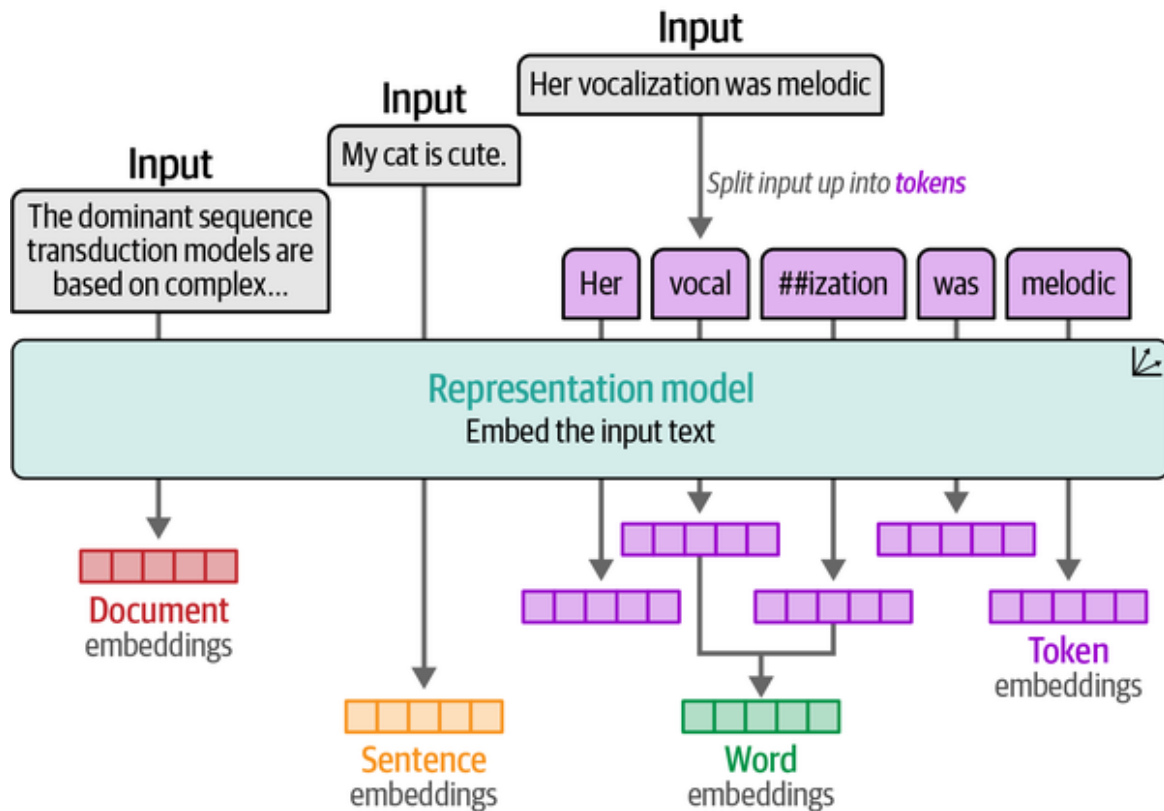 Input
The dominant sequence
transduction models are
based on complex...
Input
My cat is cute.
Input
Her vocalization was melodic
Split input up into tokens
Her
vocal
##ization
was
melodic
Representation model
Embed the input text
Document
embeddings
Sentence
embeddings
Word
embeddings
Token
embeddings